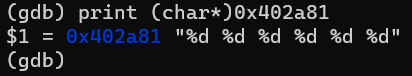 (gdb) print (char*)0x402a81
$1 = 0x402a81 "%d %d %d %d %d %d"
(gdb)